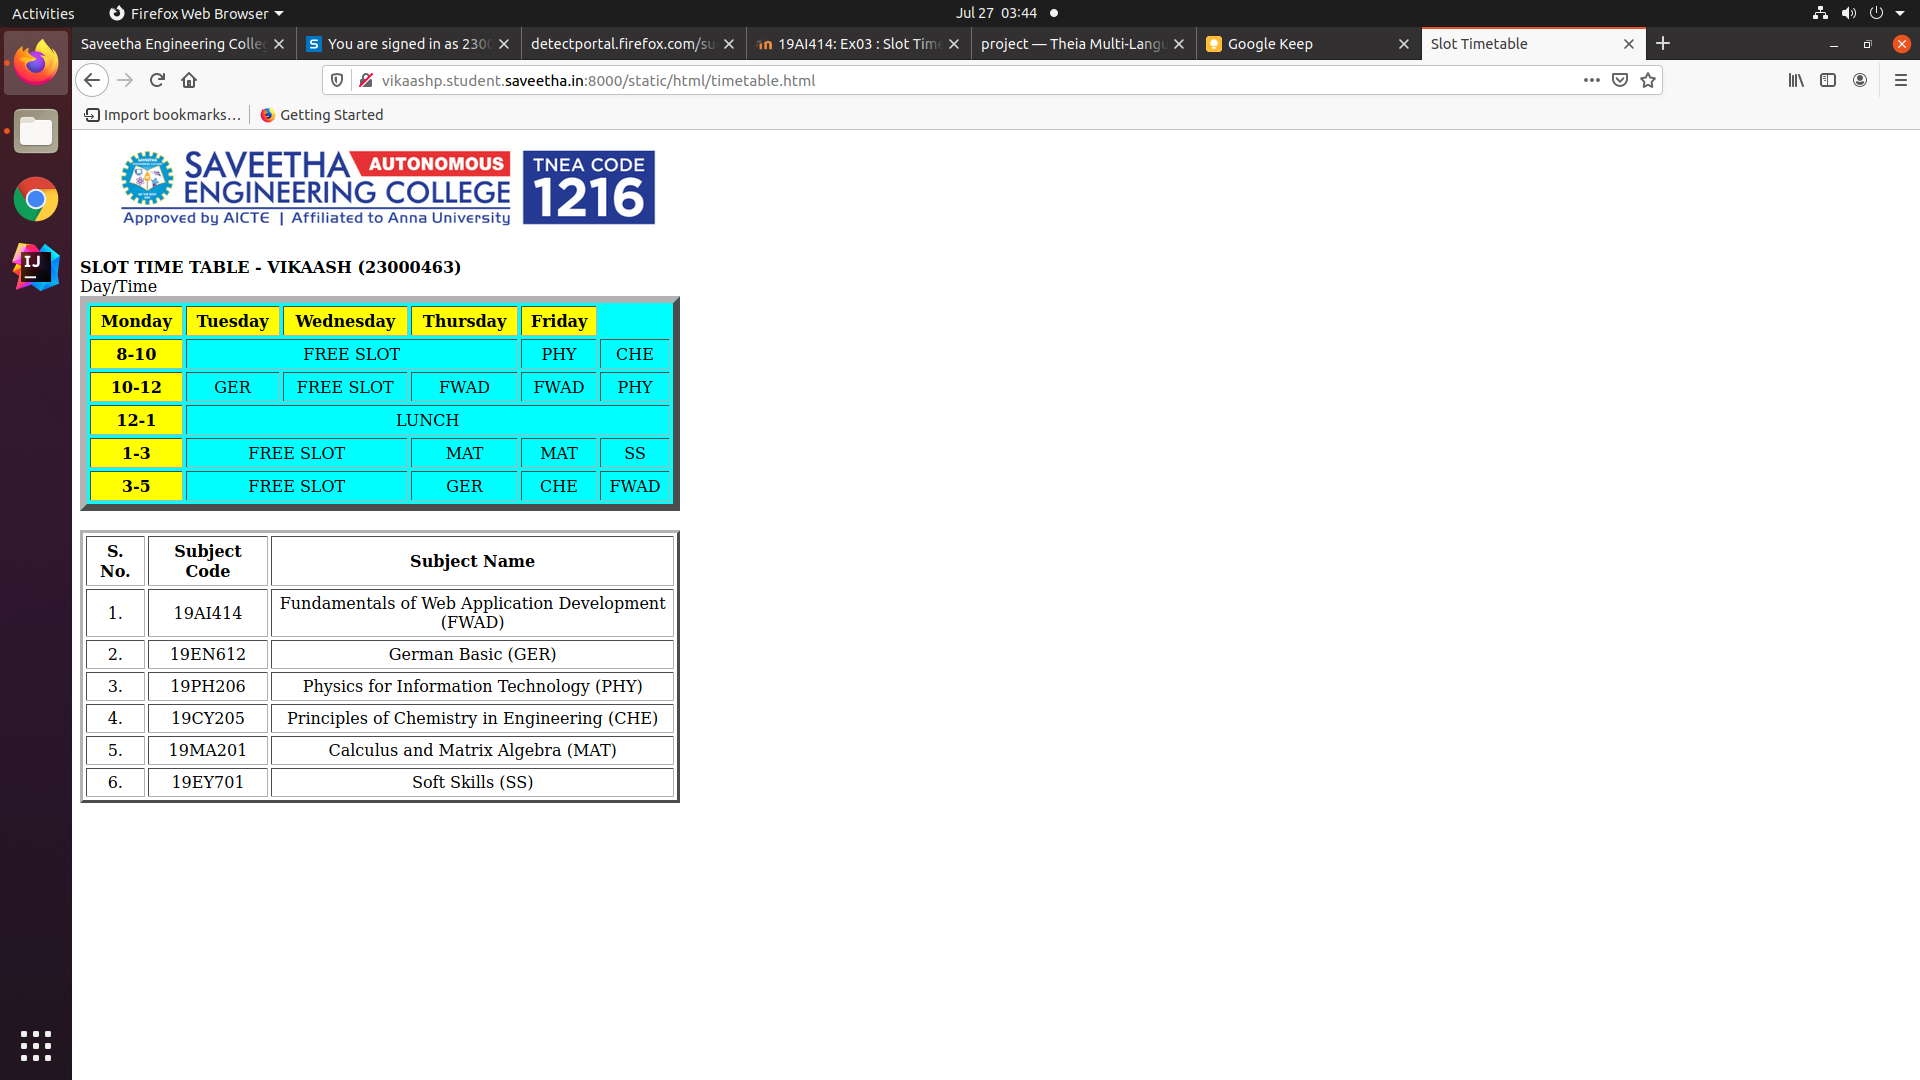 Activities Firefox Web Browser Jul 27 03:44
Saveetha Engineering Colle You are signed in as 230 detectportal.firefox.com/su 19AI414: Ex03 : Slot Tim project — Theia Multi-Langu Google Keep Slot Timetable
vikaashp.student.saveetha.in:8000/static/html/timetable.html
Import bookmarks... Getting Started
SAVEETHA AUTONOMOUS
ENGINEERING COLLEGE
Approved by AICTE | Affiliated to Anna University
TNEA CODE
1216
IJ
SLOT TIME TABLE - VIKAASH (23000463)
Day/Time
Monday Tuesday Wednesday Thursday Friday
8-10 FREE SLOT PHY CHE
10-12 GER FREE SLOT FWAD FWAD PHY
12-1 LUNCH
1-3 FREE SLOT MAT MAT SS
3-5 FREE SLOT GER CHE FWAD
S. No. Subject Code Subject Name
1. 19AI414 Fundamentals of Web Application Development (FWAD)
2. 19EN612 German Basic (GER)
3. 19PH206 Physics for Information Technology (PHY)
4. 19CY205 Principles of Chemistry in Engineering (CHE)
5. 19MA201 Calculus and Matrix Algebra (MAT)
6. 19EY701 Soft Skills (SS)